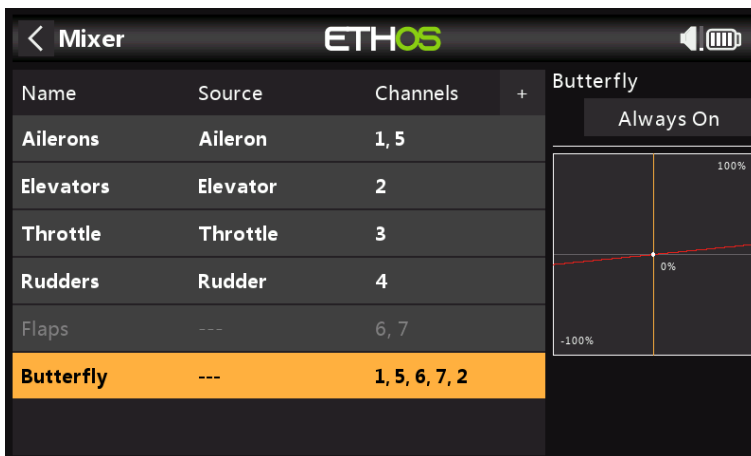 Mixer
ETHOS
Name Source Channels +
Ailerons Aileron 1, 5
Elevators Elevator 2
Throttle Throttle 3
Rudders Rudder 4
Flaps --- 6, 7
Butterfly --- 1, 5, 6, 7, 2
Butterfly
Always On
100%
0%
-100%